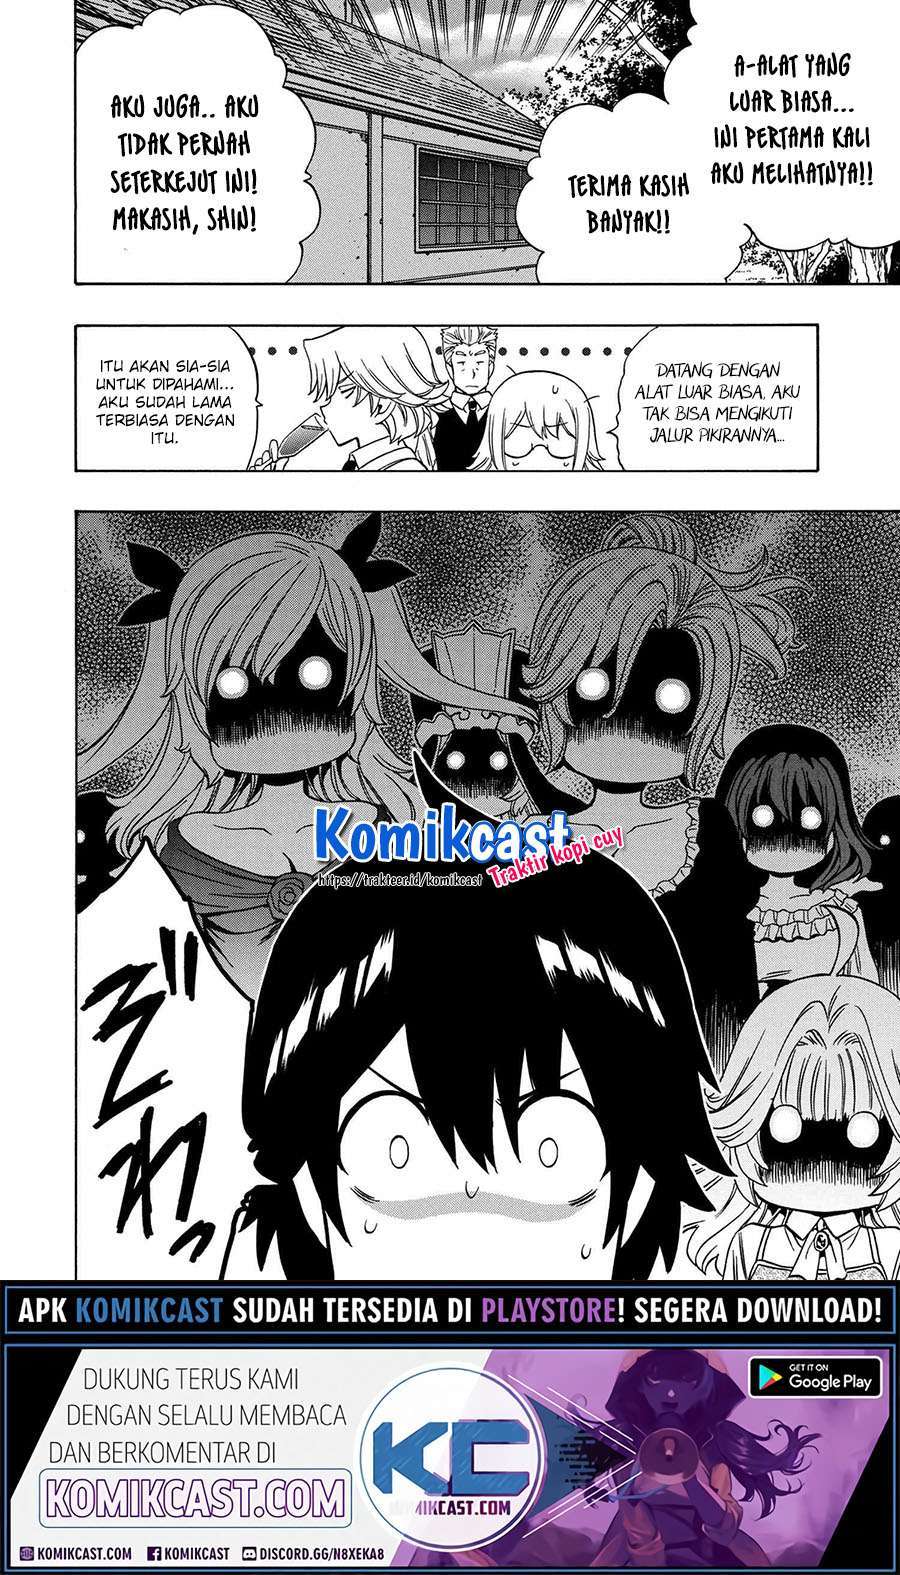 A-ALAT YANG
LUAR BIASA...
INI PERTAMA KALI
AKU MELIHATNYA!!
TERIMA KASIH
BANYAK!!
AKU JUGA.. AKU
TIDAK PERNAH
SETERKEJUT INI!
MAKASIH, SHIN!
DATANG DENGAN
ALAT LUAR BIASA, AKU
TAK BISA MENGIKUTI
JALUR PIKIRANNYA...
ITU AKAN SIA-SIA
UNTUK DIPAHAMI...
AKU SUDAH LAMA
TERBIASA DENGAN
ITU.
Komikcast
Traktir kopi cuy
https://trakteer.id/komikcast
ぞわ
APK KOMIKCAST SUDAH TERSEDIA DI PLAYSTORE! SEGERA DOWNLOAD!
DUKUNG TERUS KAMI
DENGAN SELALU MEMBACA
DAN BERKOMENTAR DI
KOMIKCAST.COM
KOMIKCAST.COM KOMIKCAST DISCORD.GG/N8XEKA8
KC
GET IT ON
Google Play